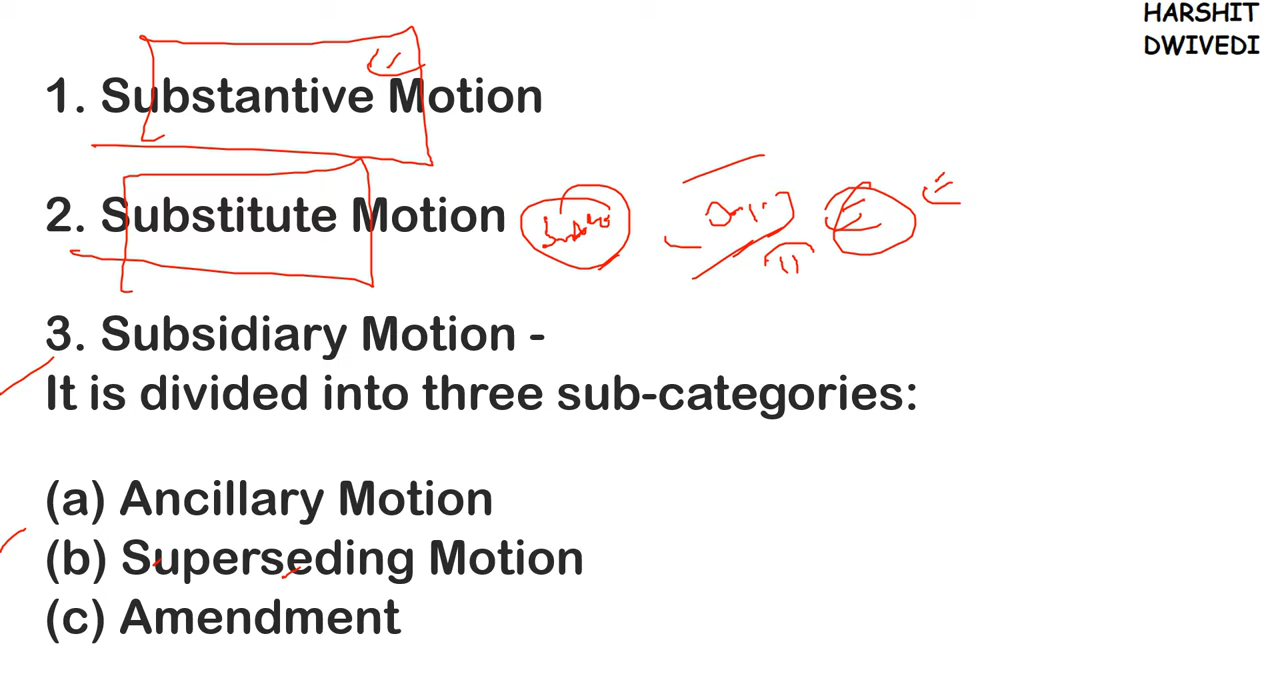 HARSHIT
DWIVEDI
1. Substantive Motion
2. Substitute Motion
3. Subsidiary Motion -
It is divided into three sub-categories:
(a) Ancillary Motion
(b) Superseding Motion
(c) Amendment